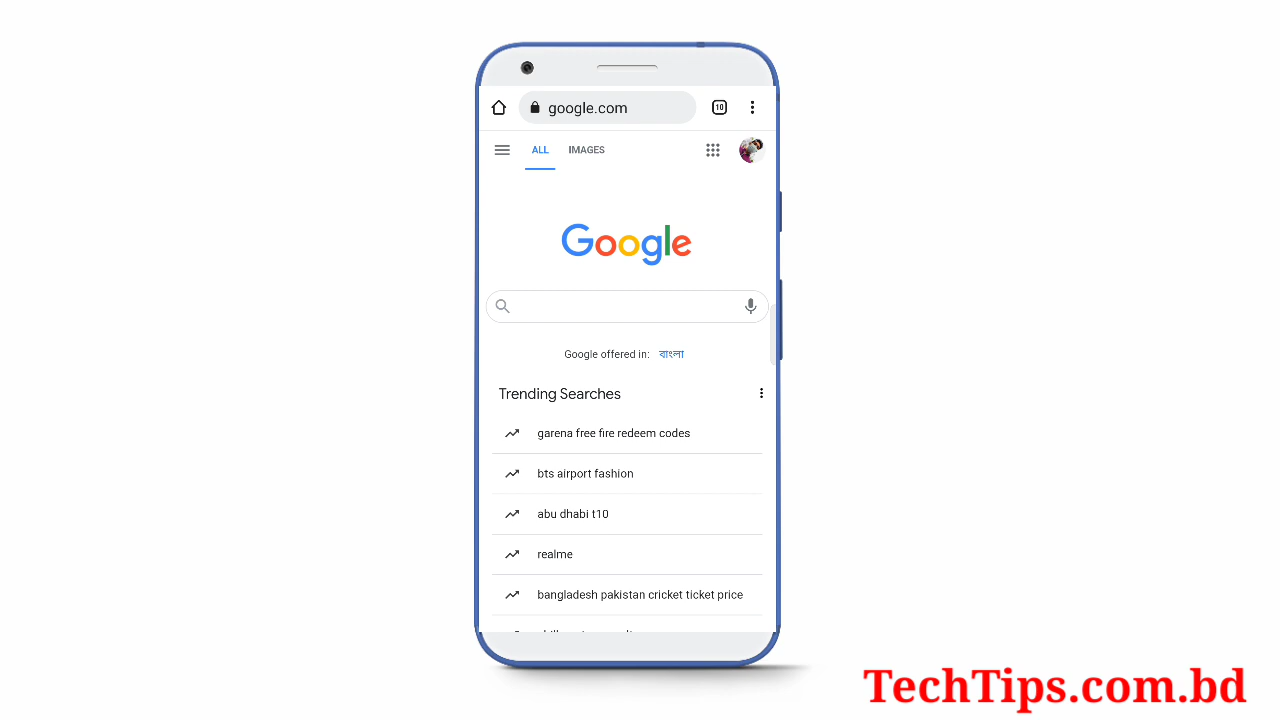 google.com 10
ALL IMAGES
Google
Google offered in: বাংলা
Trending Searches
garena free fire redeem codes
bts airport fashion
abu dhabi t10
realme
bangladesh pakistan cricket ticket price
TechTips.com.bd